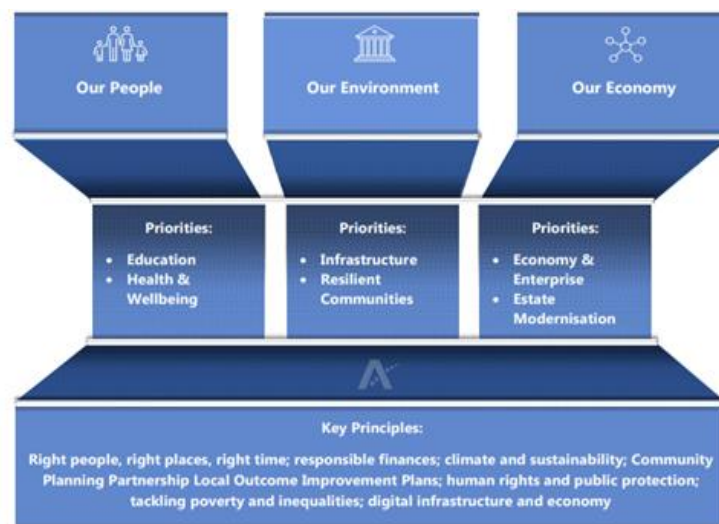 Our People
Our Environment
Our Economy
Priorities:
• Education
• Health &
Wellbeing
Priorities:
• Infrastructure
• Resilient
Communities
Priorities:
• Economy &
Enterprise
• Estate
Modernisation
Key Principles:
Right people, right places, right time; responsible finances; climate and sustainability; Community
Planning Partnership Local Outcome Improvement Plans; human rights and public protection;
tackling poverty and inequalities; digital infrastructure and economy